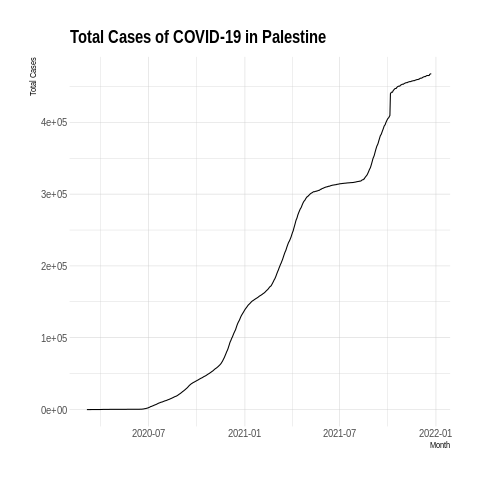 Total Cases of COVID-19 in Palestine
Total Cases
4e+05
3e+05
2e+05
1e+05
0e+00
2020-07 2021-01 2021-07 2022-01
Month